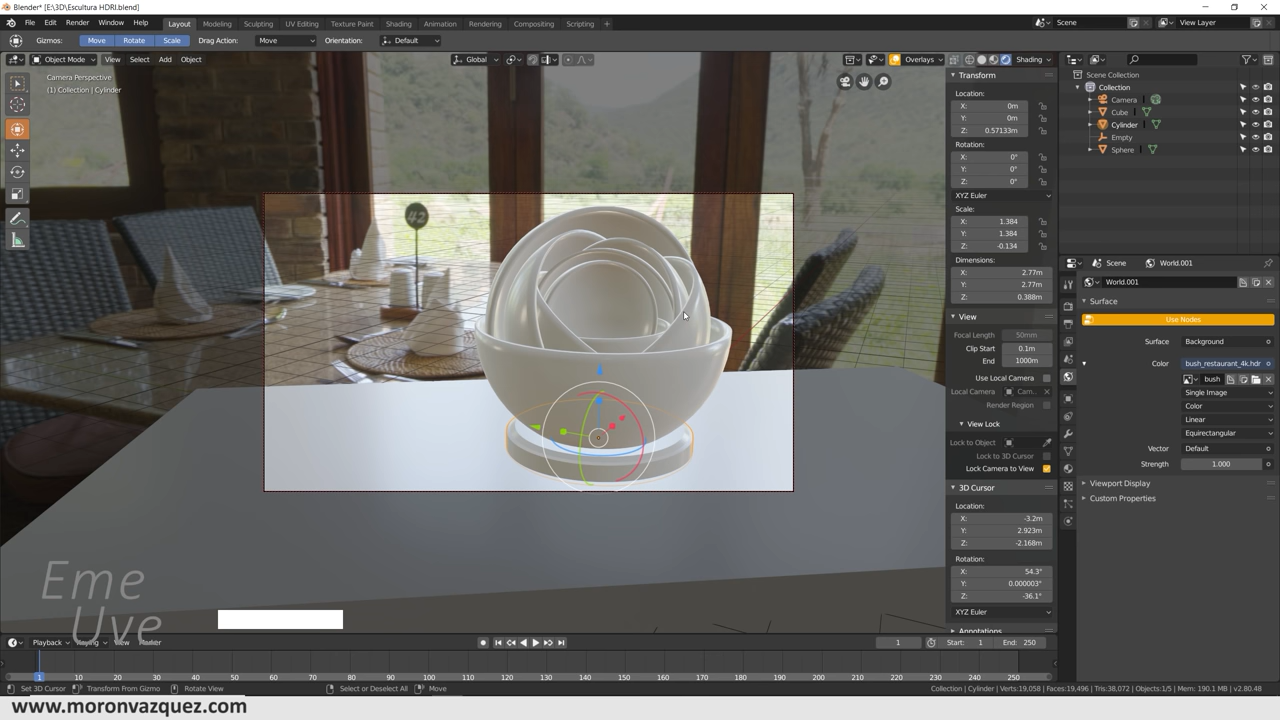 Blender* [E:\3D\Escultura HDRI.blend]
File Edit Render Window Help Layout Modeling Sculpting UV Editing Texture Paint Shading Animation Rendering Compositing Scripting + Scene View Layer
Gizmos: Move Rotate Scale Drag Action: Move Orientation: Default
Object Mode View Select Add Object Global Overlays Shading
Camera Perspective
(1) Collection | Cylinder
42
Transform
Location:
X: 0m
Y: 0m
Z: 0.57133m
Rotation:
X: 0°
Y: 0°
Z: 0°
XYZ Euler
Scale:
X: 1.384
Y: 1.384
Z: -0.134
Dimensions:
X: 2.77m
Y: 2.77m
Z: 0.388m
View
Focal Length 50mm
Clip Start 0.1m
End 1000m
Use Local Camera
Local Camera Cam..
Render Region
View Lock
Lock to Object
Lock to 3D Cursor
Lock Camera to View
3D Cursor
Location:
X: -3.2m
Y: 2.923m
Z: -2.168m
Rotation:
X: 54.3°
Y: 0.000003°
Z: -36.1°
XYZ Euler
Annotations
Scene Collection
Collection
Camera
Cube
Cylinder
Empty
Sphere
Scene World.001
World.001
Surface
Use Nodes
Surface Background
Color bush_restaurant_4k.hdr
bush
Single Image
Color
Linear
Equirectangular
Vector Default
Strength 1.000
Viewport Display
Custom Properties
Eme
Uve
Playback Keying View Marker 1 Start: 1 End: 250
1 10 20 30 40 50 60 70 80 90 100 110 120 130 140 150 160 170 180 190 200 210 220 230 240 250
Set 3D Cursor Transform From Gizmo Rotate View Select or Deselect All Move Collection | Cylinder | Verts:19,058 | Faces:19,496 | Tris:38,072 | Objects:1/5 | Mem: 190.1 MB | v2.80.48
www.moronvazquez.com